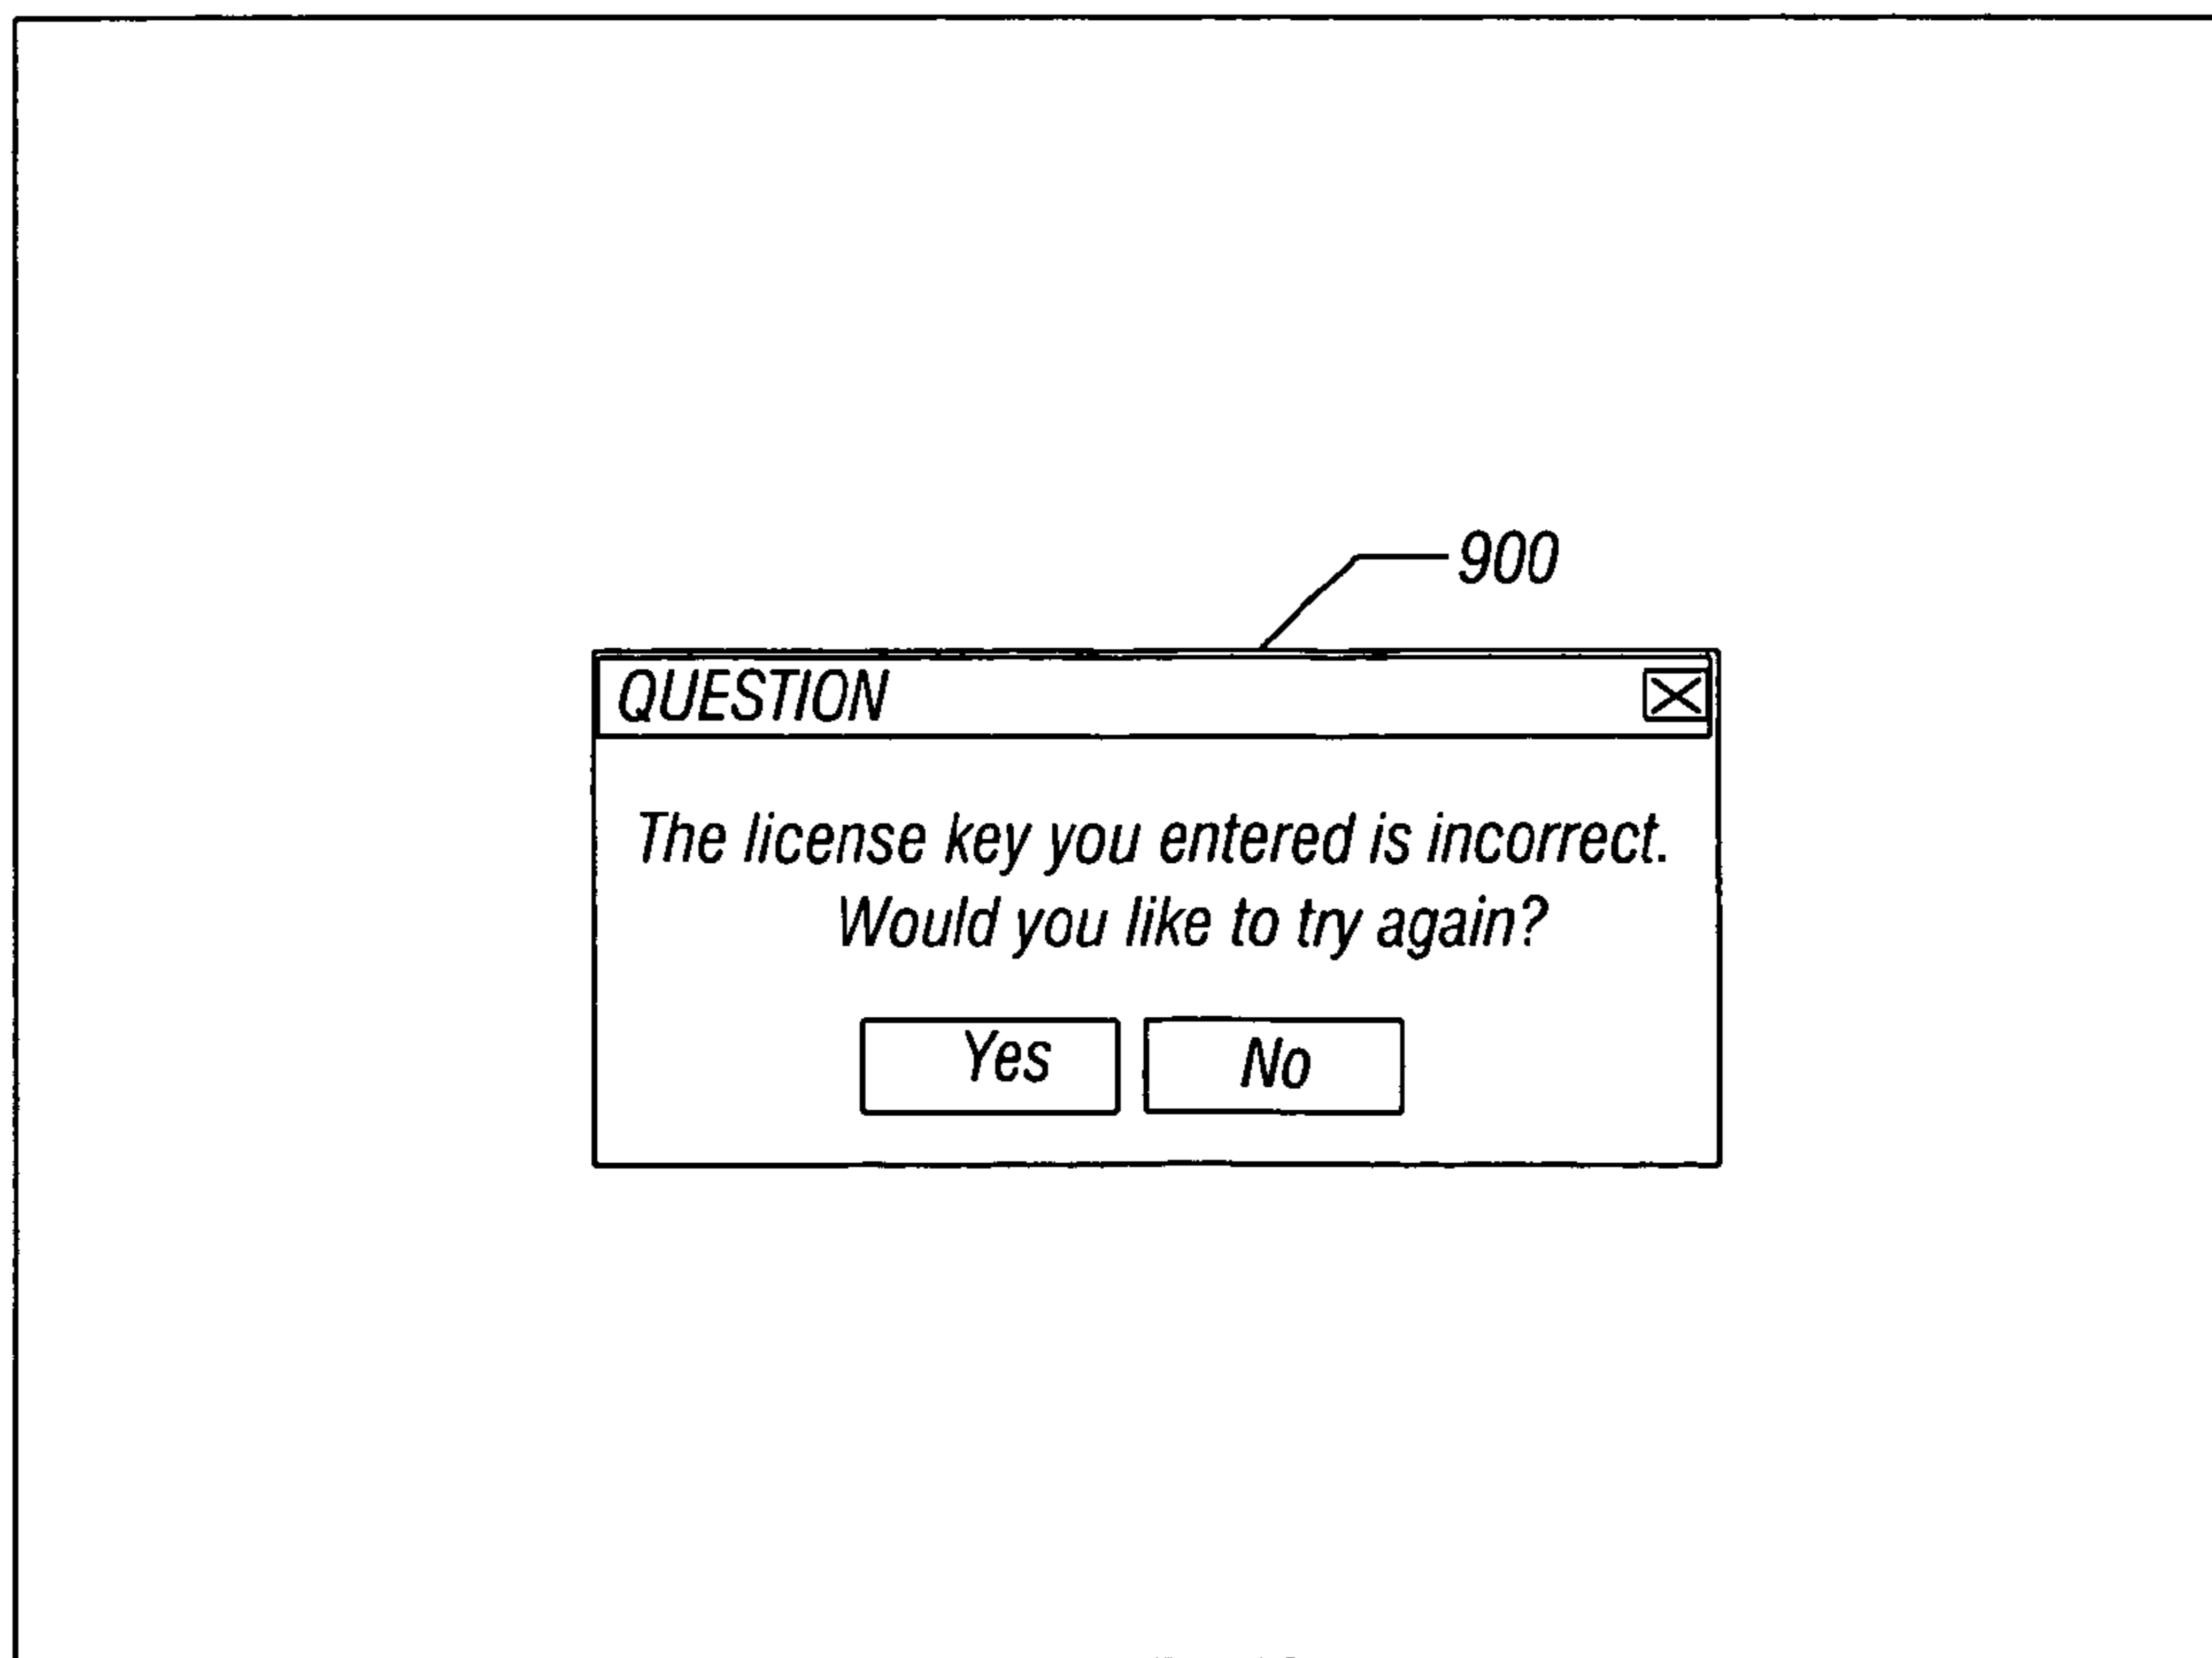 900
QUESTION
The license key you entered is incorrect.
Would you like to try again?
Yes No